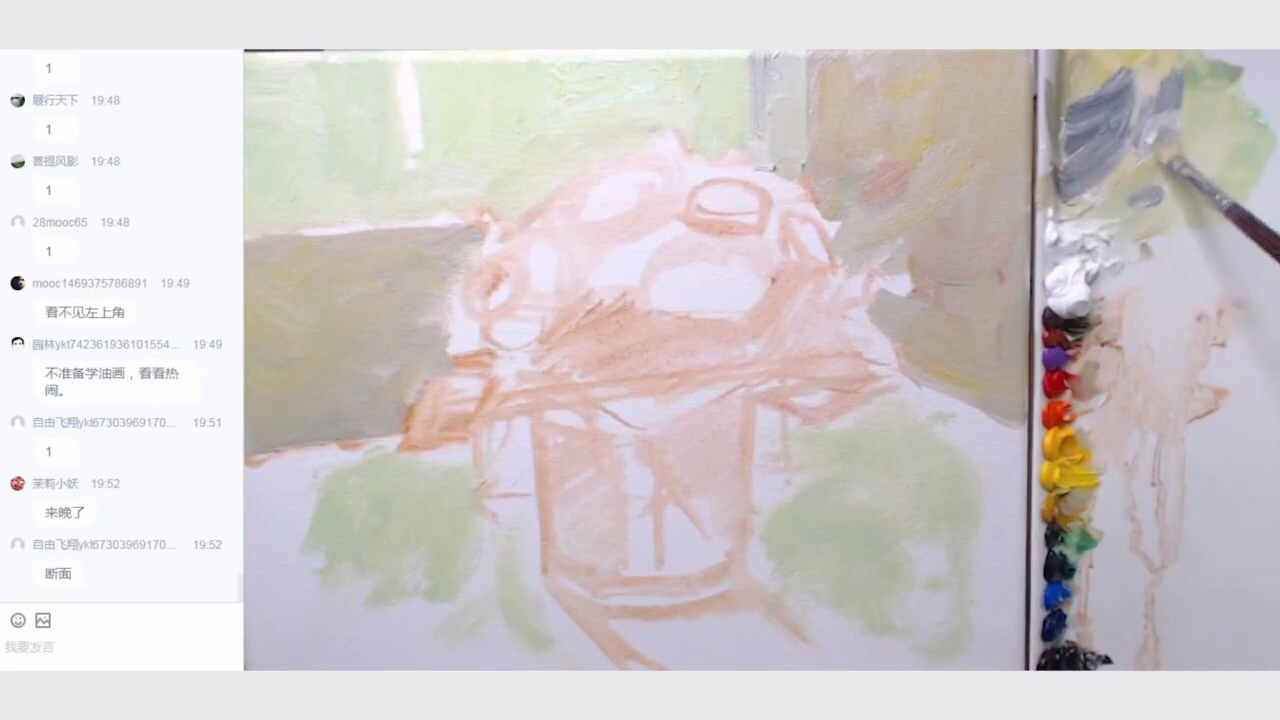 1
展行天下 19:48
1
菩提风影 19:48
1
28mooc65 19:48
1
mooc1469375786891 19:49
看不见左上角
园林ykt742361936101554... 19:49
不准备学油画，看看热
闹。
自由飞翔ykt67303969170... 19:51
1
茉莉小妖 19:52
来晚了
自由飞翔ykt67303969170... 19:52
断面
我要发言